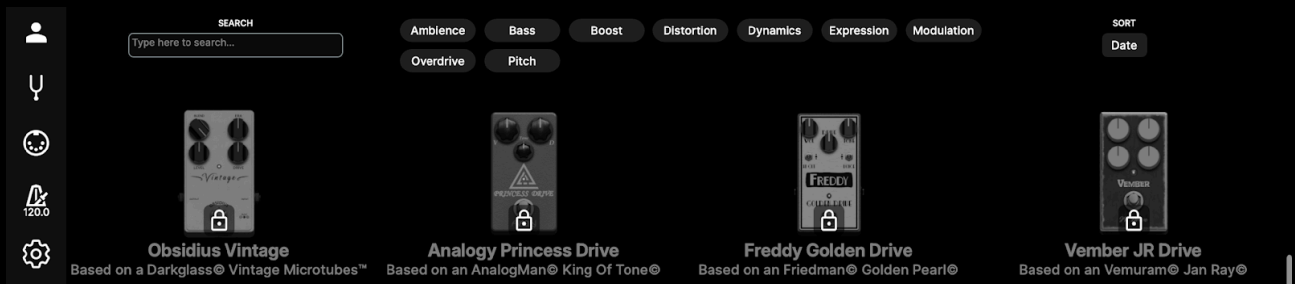 SEARCH
Type here to search...
Ambience Bass Boost Distortion Dynamics Expression Modulation
Overdrive Pitch
SORT
Date
120.0
Vintage
PRINCESS DRIVE
FREDDY
VEMBER
Obsidius Vintage
Based on a Darkglass© Vintage Microtubes™
Analogy Princess Drive
Based on an AnalogMan© King Of Tone©
Freddy Golden Drive
Based on an Friedman© Golden Pearl©
Vember JR Drive
Based on an Vemuram© Jan Ray©